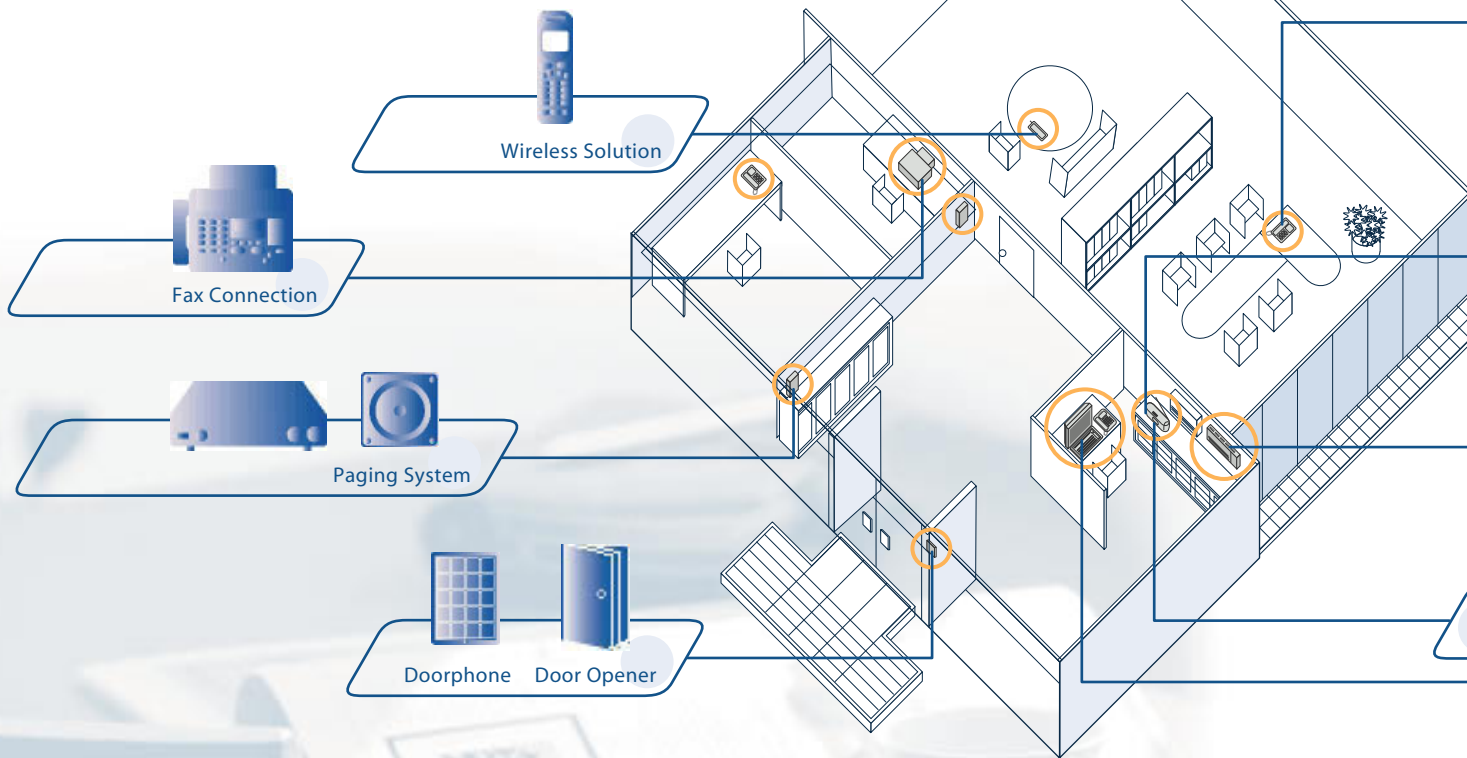 Wireless Solution
Fax Connection
Paging System
Doorphone Door Opener